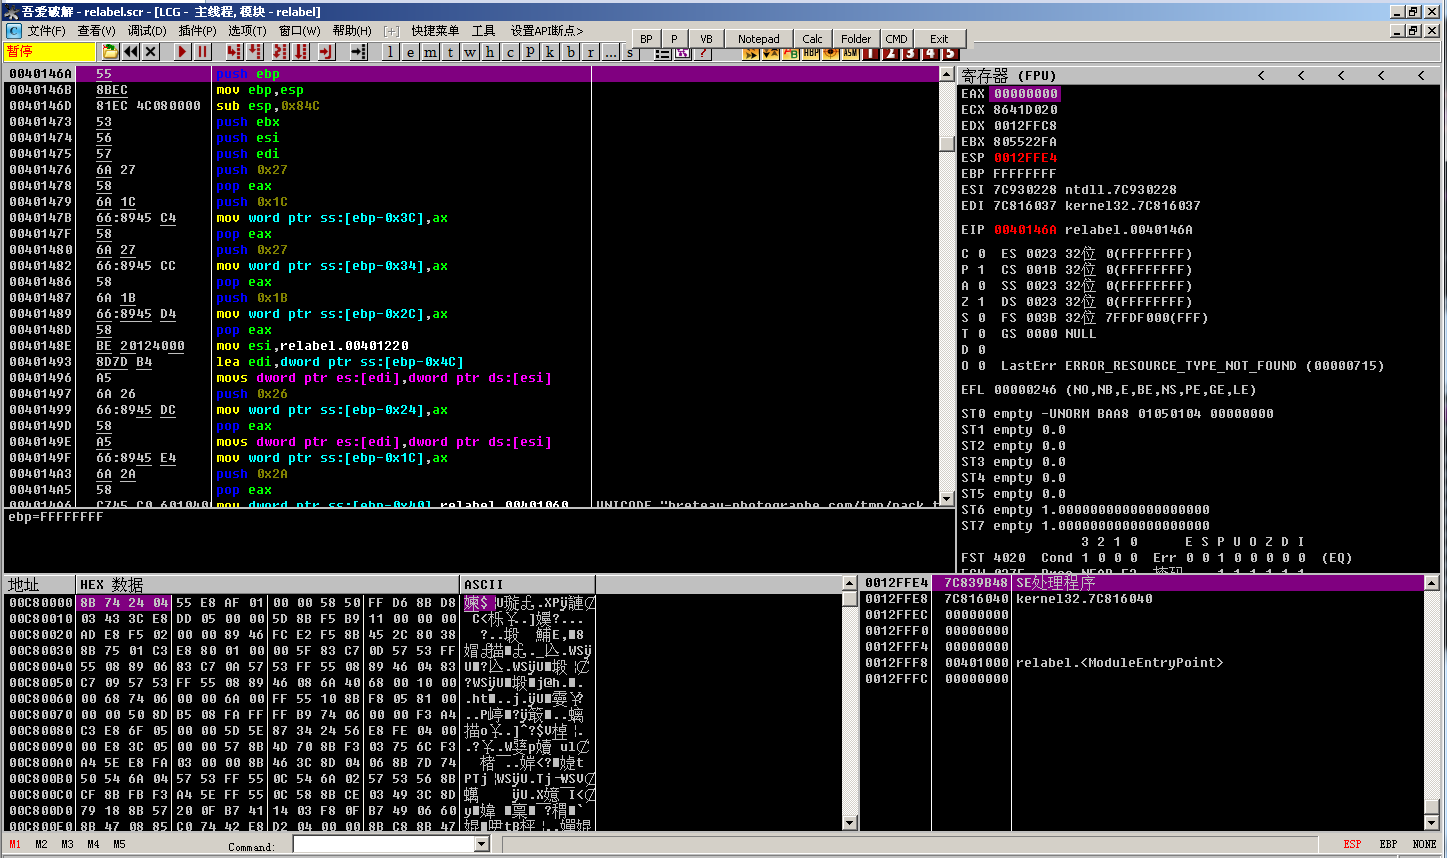 吾爱破解 - relabel.scr - [LCG - 主线程, 模块 - relabel]
文件(F) 查看(V) 调试(D) 插件(P) 选项(T) 窗口(W) 帮助(H) [+] 快捷菜单 工具 设置API断点>
BP P VB Notepad Calc Folder CMD Exit
暂停
l e m t w h c p k b r ... s
0040146A 55 push ebp
0040146B 8BEC mov ebp,esp
0040146D 81EC 4C080000 sub esp,0x84C
00401473 53 push ebx
00401474 56 push esi
00401475 57 push edi
00401476 6A 27 push 0x27
00401478 58 pop eax
00401479 6A 1C push 0x1C
0040147B 66:8945 C4 mov word ptr ss:[ebp-0x3C],ax
0040147F 58 pop eax
00401480 6A 27 push 0x27
00401482 66:8945 CC mov word ptr ss:[ebp-0x34],ax
00401486 58 pop eax
00401487 6A 1B push 0x1B
00401489 66:8945 D4 mov word ptr ss:[ebp-0x2C],ax
0040148D 58 pop eax
0040148E BE 20124000 mov esi,relabel.00401220
00401493 8D7D B4 lea edi,dword ptr ss:[ebp-0x4C]
00401496 A5 movs dword ptr es:[edi],dword ptr ds:[esi]
00401497 6A 26 push 0x26
00401499 66:8945 DC mov word ptr ss:[ebp-0x24],ax
0040149D 58 pop eax
0040149E A5 movs dword ptr es:[edi],dword ptr ds:[esi]
0040149F 66:8945 E4 mov word ptr ss:[ebp-0x1C],ax
004014A3 6A 2A push 0x2A
004014A5 58 pop eax
004014A6 C745 C0 601040 mov dword ptr ss:[ebp-0x40],relabel.00401060 UNICODE "breteau-photographe.com/tmp/pack.t
ebp=FFFFFFFF
寄存器 (FPU) < < < < <
EAX 00000000
ECX 8641D020
EDX 0012FFC8
EBX 805522FA
ESP 0012FFE4
EBP FFFFFFFF
ESI 7C930228 ntdll.7C930228
EDI 7C816037 kernel32.7C816037
EIP 0040146A relabel.0040146A
C 0 ES 0023 32位 0(FFFFFFFF)
P 1 CS 001B 32位 0(FFFFFFFF)
A 0 SS 0023 32位 0(FFFFFFFF)
Z 1 DS 0023 32位 0(FFFFFFFF)
S 0 FS 003B 32位 7FFDF000(FFF)
T 0 GS 0000 NULL
D 0
O 0 LastErr ERROR_RESOURCE_TYPE_NOT_FOUND (00000715)
EFL 00000246 (NO,NB,E,BE,NS,PE,GE,LE)
ST0 empty -UNORM BAA8 01050104 00000000
ST1 empty 0.0
ST2 empty 0.0
ST3 empty 0.0
ST4 empty 0.0
ST5 empty 0.0
ST6 empty 1.0000000000000000000
ST7 empty 1.0000000000000000000
3 2 1 0 E S P U O Z D I
FST 4020 Cond 1 0 0 0 Err 0 0 1 0 0 0 0 0 (EQ)
地址 HEX 数据 ASCII
00C80000 8B 74 24 04 55 E8 AF 01 00 00 58 50 FF D6 8B D8
00C80010 03 43 3C E8 DD 05 00 00 5D 8B F5 B9 11 00 00 00
00C80020 AD E8 F5 02 00 00 89 46 FC E2 F5 8B 45 2C 80 38
00C80030 8B 75 01 C3 E8 80 01 00 00 5F 83 C7 0D 57 53 FF
00C80040 55 08 89 06 83 C7 0A 57 53 FF 55 08 89 46 04 83
00C80050 C7 09 57 53 FF 55 08 89 46 08 6A 40 68 00 10 00
00C80060 00 68 74 06 00 00 6A 00 FF 55 10 8B F8 05 81 00
00C80070 00 00 50 8D B5 08 FA FF FF B9 74 06 00 00 F3 A4
00C80080 C3 E8 6F 05 00 00 5D 5E 87 34 24 56 E8 FE 04 00
00C80090 00 E8 3C 05 00 00 57 8B 4D 70 8B F3 03 75 6C F3
00C800A0 A4 5E E8 FA 03 00 00 8B 46 3C 8D 04 06 8B 7D 74
00C800B0 50 54 6A 04 57 53 FF 55 0C 54 6A 02 57 53 56 8B
00C800C0 CF 8B FB F3 A4 5E FF 55 0C 58 8B CE 03 49 3C 8D
00C800D0 79 18 8B 57 20 0F B7 41 14 03 F8 0F B7 49 06 60
00C800E0 8B 47 08 85 C0 74 42 E8 D2 04 00 00 8B C8 8B 47
0012FFE4 7C839B48 SE处理程序
0012FFE8 7C816040 kernel32.7C816040
0012FFEC 00000000
0012FFF0 00000000
0012FFF4 00000000
0012FFF8 00401000 relabel.<ModuleEntryPoint>
0012FFFC 00000000
M1 M2 M3 M4 M5 Command: ESP EBP NONE